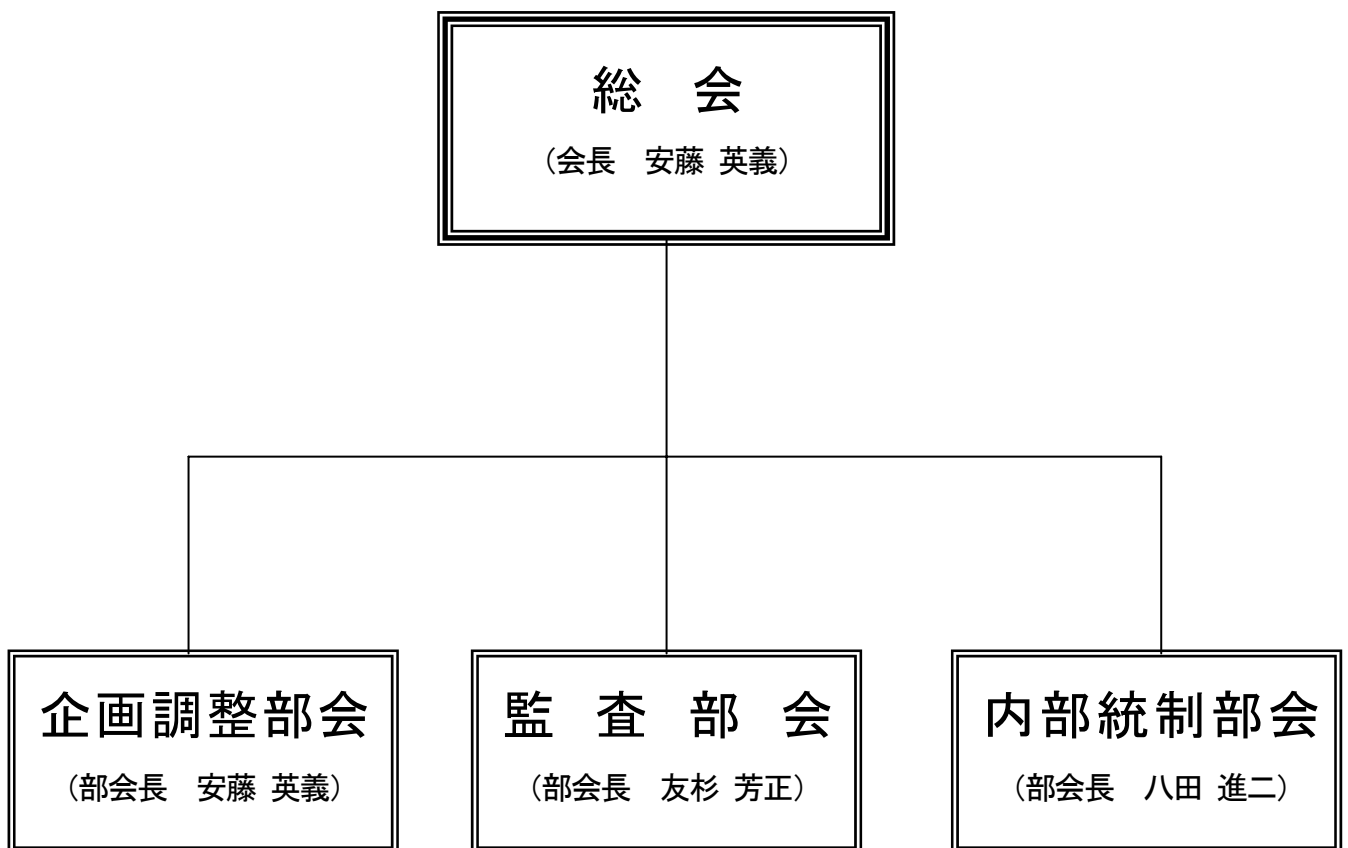 総　会
（会長　安藤 英義）
企画調整部会
（部会長　安藤 英義）
監　査　部　会
（部会長　友杉 芳正）
内部統制部会
（部会長　八田 進二）